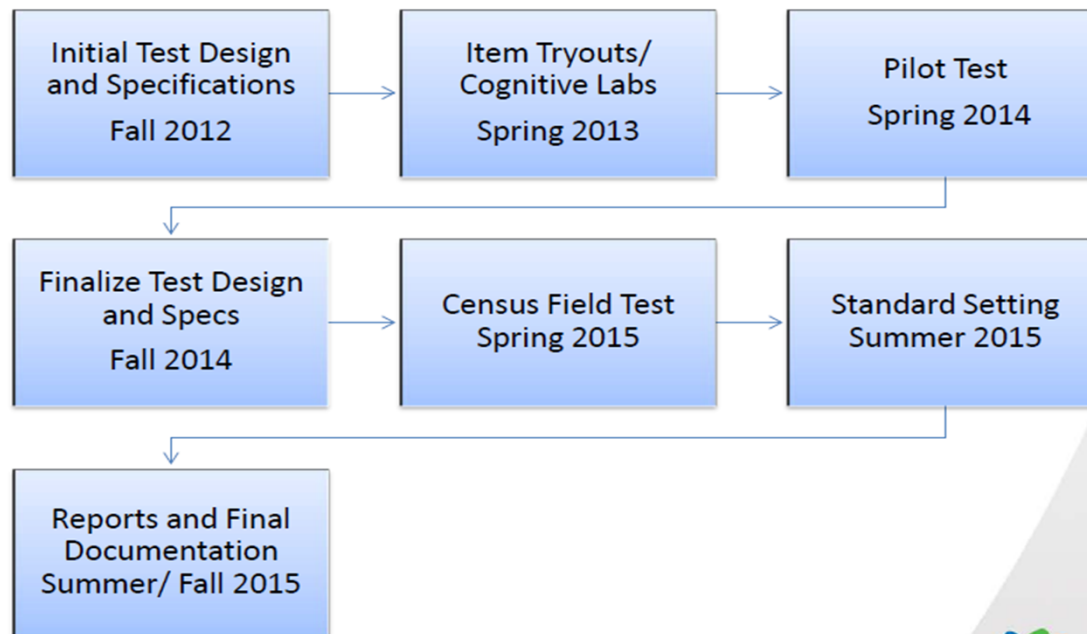 Initial Test Design
and Specifications
Fall 2012
Item Tryouts/
Cognitive Labs
Spring 2013
Pilot Test
Spring 2014
Finalize Test Design
and Specs
Fall 2014
Census Field Test
Spring 2015
Standard Setting
Summer 2015
Reports and Final
Documentation
Summer/ Fall 2015